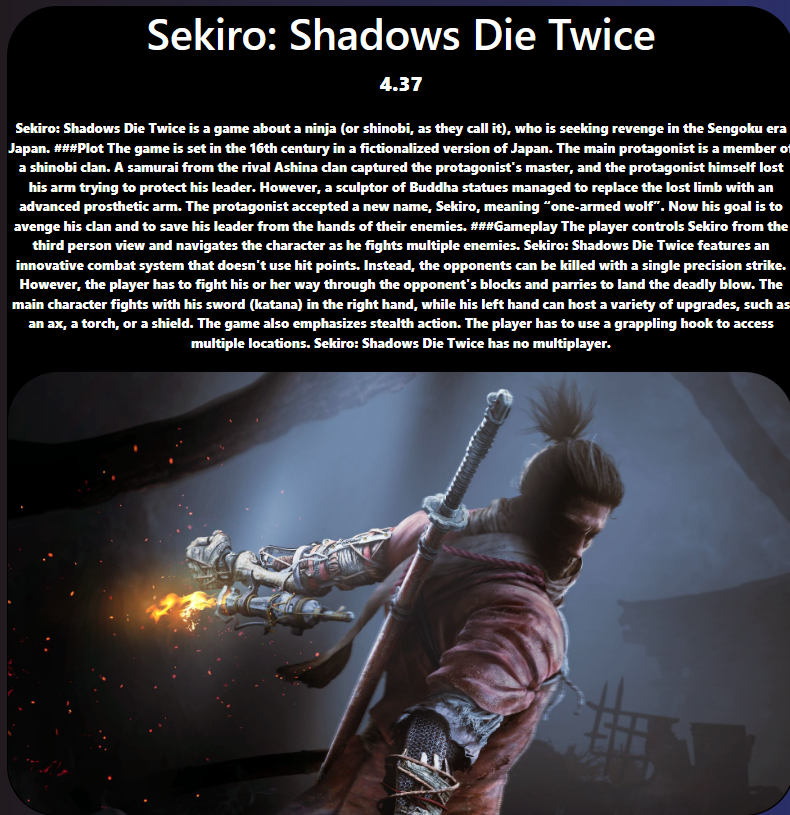 Sekiro: Shadows Die Twice
4.37
Sekiro: Shadows Die Twice is a game about a ninja (or shinobi, as they call it), who is seeking revenge in the Sengoku era
Japan. ###Plot The game is set in the 16th century in a fictionalized version of Japan. The main protagonist is a member of
a shinobi clan. A samurai from the rival Ashina clan captured the protagonist's master, and the protagonist himself lost
his arm trying to protect his leader. However, a sculptor of Buddha statues managed to replace the lost limb with an
advanced prosthetic arm. The protagonist accepted a new name, Sekiro, meaning “one-armed wolf”. Now his goal is to
avenge his clan and to save his leader from the hands of their enemies. ###Gameplay The player controls Sekiro from the
third person view and navigates the character as he fights multiple enemies. Sekiro: Shadows Die Twice features an
innovative combat system that doesn't use hit points. Instead, the opponents can be killed with a single precision strike.
However, the player has to fight his or her way through the opponent's blocks and parries to land the deadly blow. The
main character fights with his sword (katana) in the right hand, while his left hand can host a variety of upgrades, such as
an ax, a torch, or a shield. The game also emphasizes stealth action. The player has to use a grappling hook to access
multiple locations. Sekiro: Shadows Die Twice has no multiplayer.